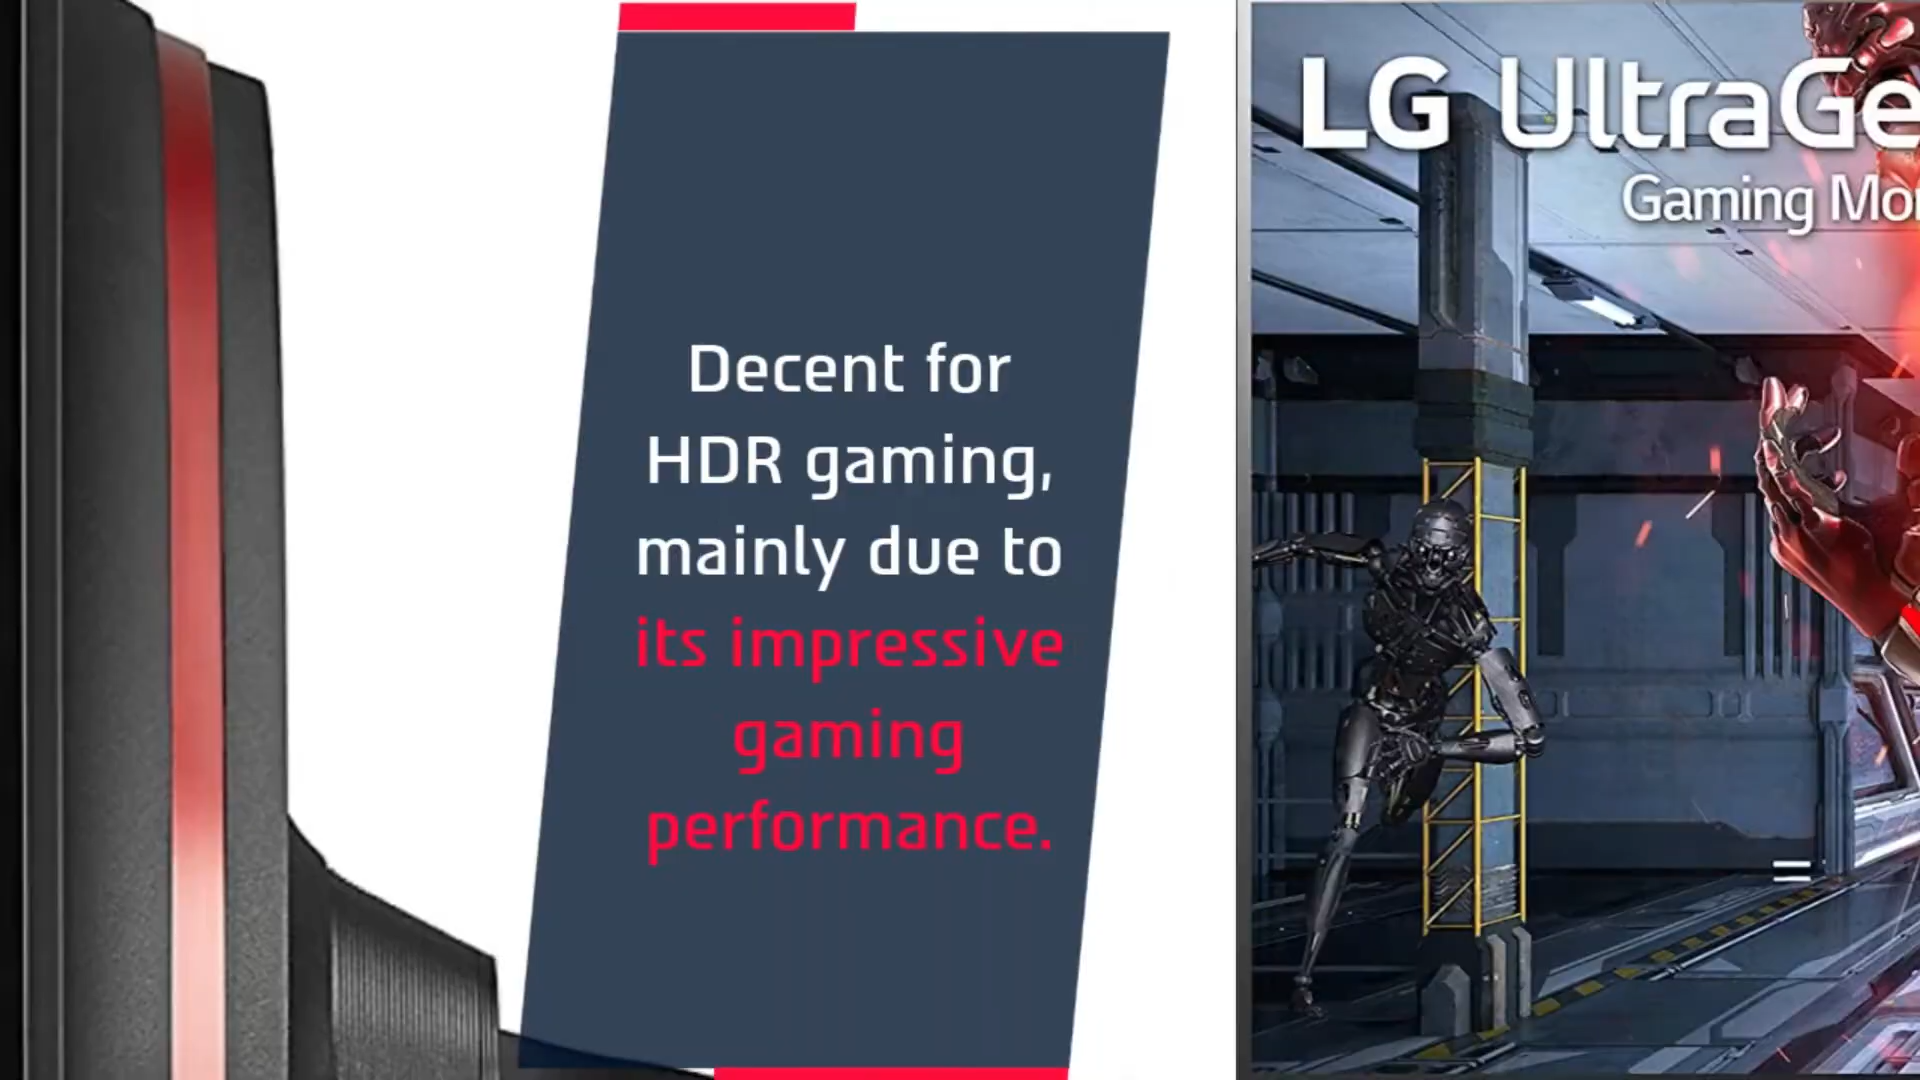 Decent for
HDR gaming,
mainly due to
its impressive
gaming
performance.
LG UltraGe
Gaming Mo